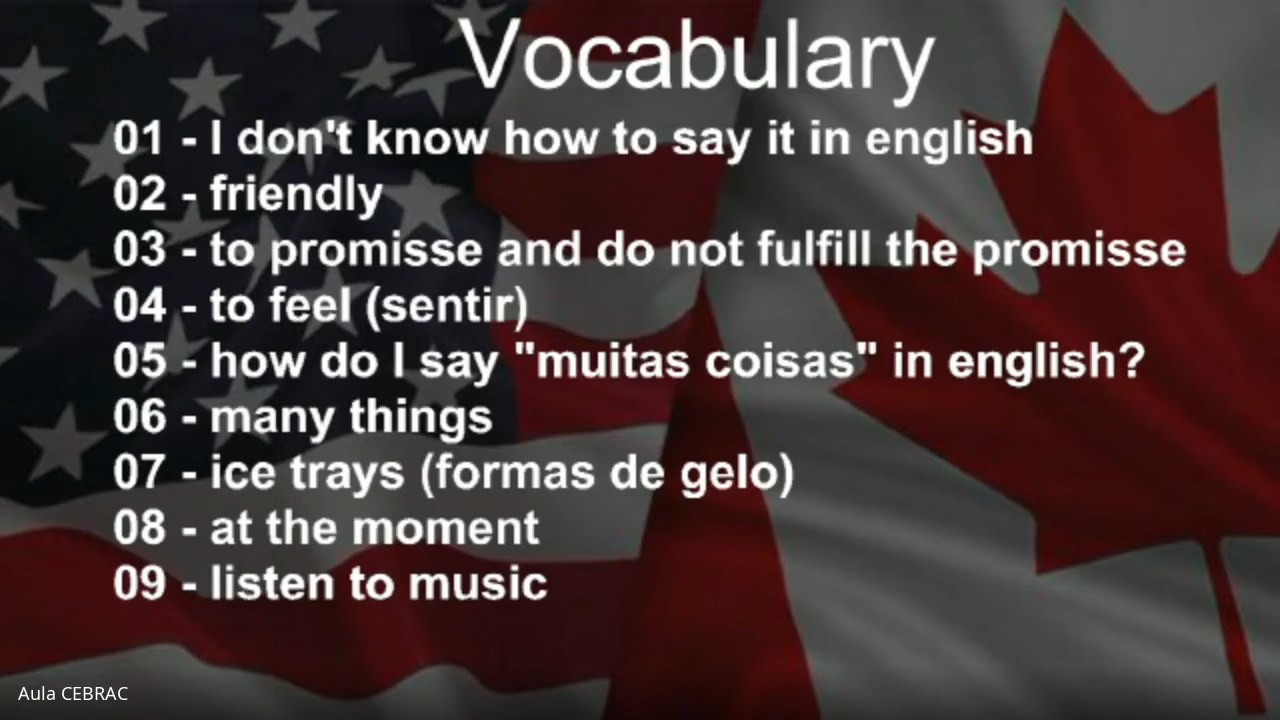 Vocabulary
01 - I don't know how to say it in english
02 - friendly
03 - to promisse and do not fulfill the promisse
04 - to feel (sentir)
05 - how do I say "muitas coisas" in english?
06 - many things
07 - ice trays (formas de gelo)
08 - at the moment
09 - listen to music
Aula CEBRAC